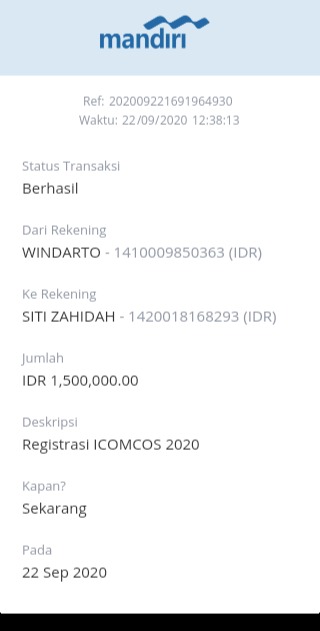 mandırı
Ref: 202009221691964930
Waktu: 22/09/2020 12:38:13
Status Transaksi
Berhasil
Dari Rekening
WINDARTO - 1410009850363 (IDR)
Ke Rekening
SITI ZAHIDAH - 1420018168293 (IDR)
Jumlah
IDR 1,500,000.00
Deskripsi
Registrasi ICOMCOS 2020
Kapan?
Sekarang
Pada
22 Sep 2020